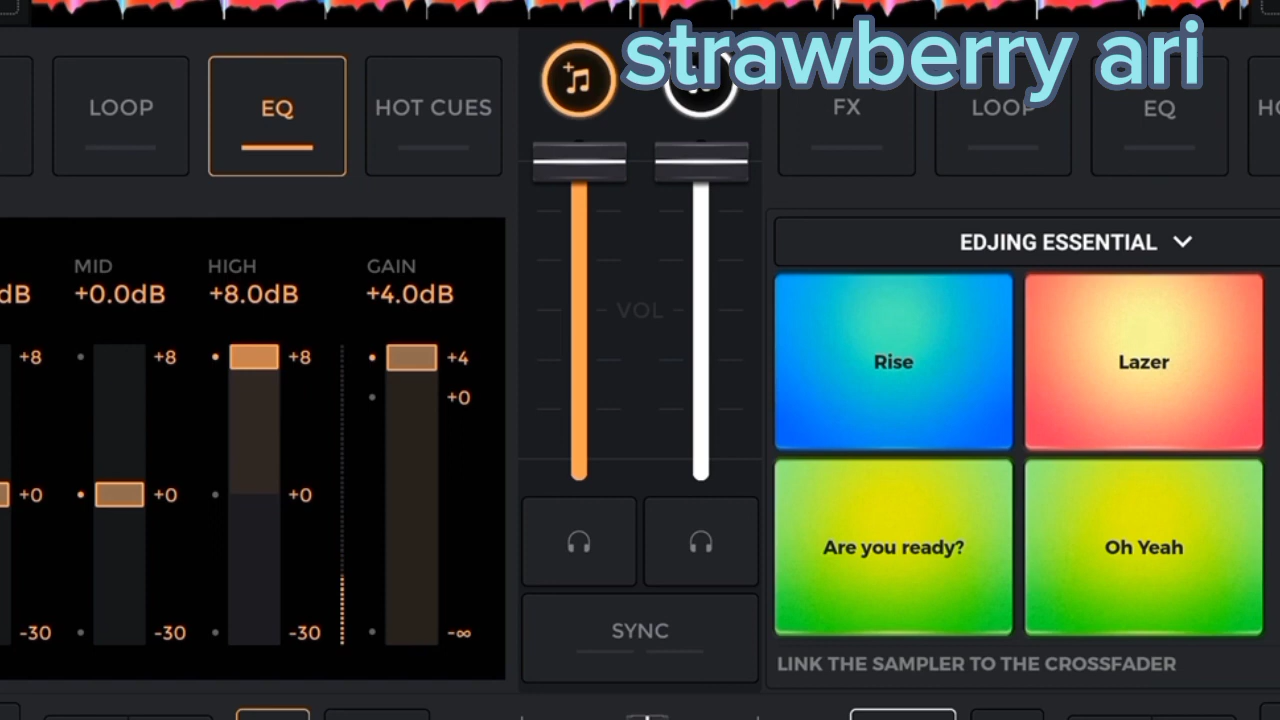 strawberry ari
LOOP
EQ
HOT CUES
FX
LOOP
EQ
EDJING ESSENTIAL
MID
HIGH
GAIN
dB
+0.0dB
+8.0dB
+4.0dB
VOL
+8
+8
+8
+4
+0
+0
+0
+0
-30
-30
-30
-∞
Rise
Lazer
Are you ready?
Oh Yeah
SYNC
LINK THE SAMPLER TO THE CROSSFADER